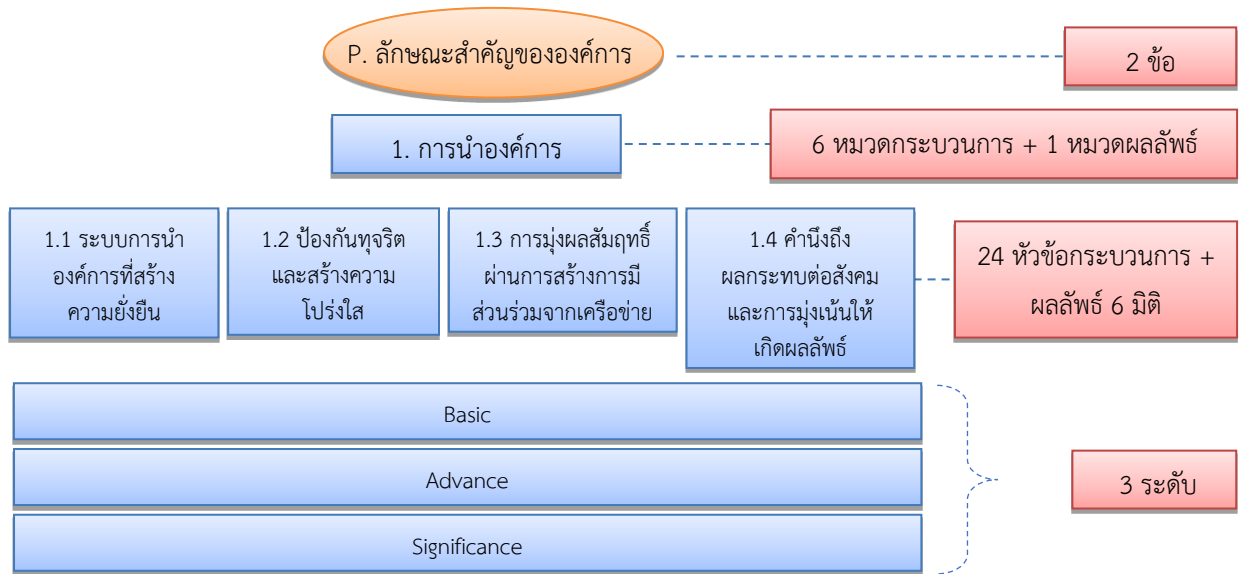 P. ลักษณะสำคัญขององค์การ
2 ข้อ
1. การนำองค์การ
6 หมวดกระบวนการ + 1 หมวดผลลัพธ์
1.1 ระบบการนำ
องค์การที่สร้าง
ความยั่งยืน
1.2 ป้องกันทุจริต
และสร้างความ
โปร่งใส
1.3 การมุ่งผลสัมฤทธิ์
ผ่านการสร้างการมี
ส่วนร่วมจากเครือข่าย
1.4 คำนึงถึง
ผลกระทบต่อสังคม
และการมุ่งเน้นให้
เกิดผลลัพธ์
24 หัวข้อกระบวนการ +
ผลลัพธ์ 6 มิติ
Basic
Advance
Significance
3 ระดับ